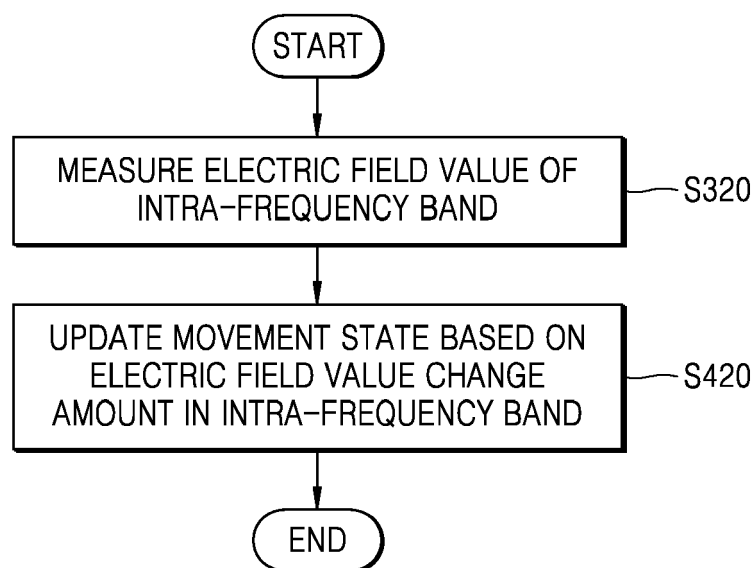 START
MEASURE ELECTRIC FIELD VALUE OF
INTRA-FREQUENCY BAND
S320
UPDATE MOVEMENT STATE BASED ON
ELECTRIC FIELD VALUE CHANGE
AMOUNT IN INTRA-FREQUENCY BAND
S420
END